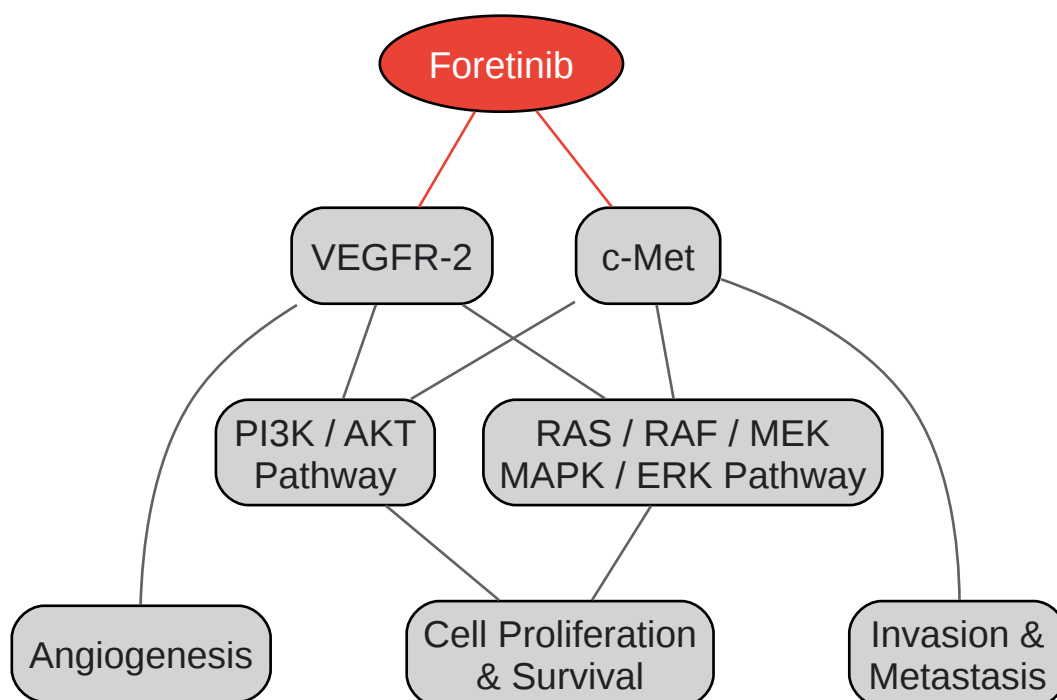 Foretinib
VEGFR-2
c-Met
PI3K / AKT
Pathway
RAS / RAF / MEK
MAPK / ERK Pathway
Angiogenesis
Cell Proliferation
& Survival
Invasion &
Metastasis